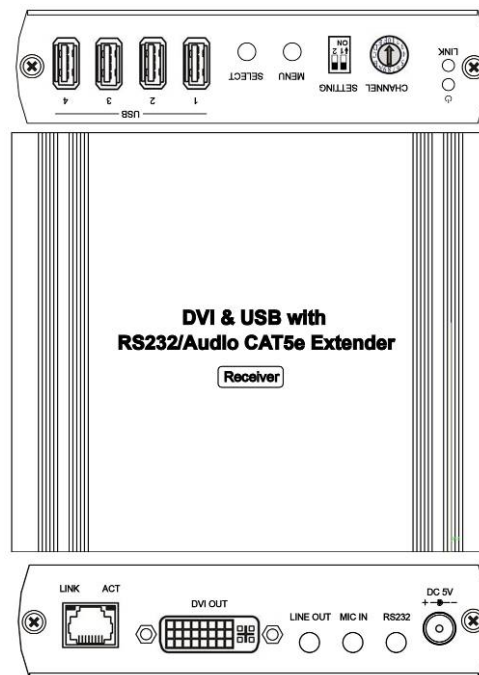 4 3 2 1
USB
SELECT
MENU
ON
1 2
SETTING
CHANNEL
LINK
DVI & USB with
RS232/Audio CAT5e Extender
Receiver
LINK ACT
DVI OUT
LINE OUT MIC IN RS232
DC 5V
+ −